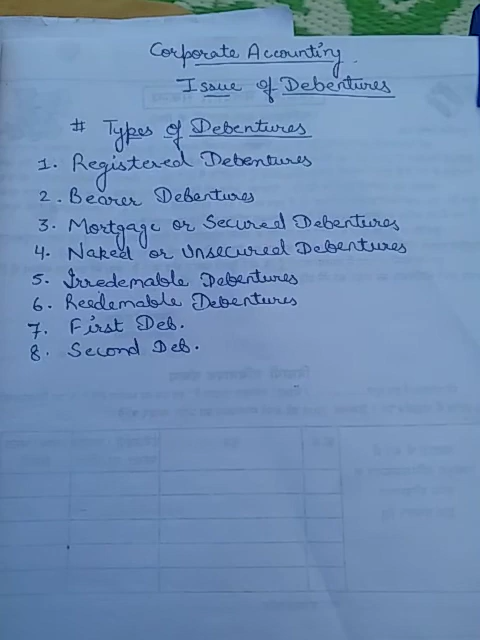 Corporate Accounting
Issue of Debentures
# Types of Debentures
1. Registered Debentures
2. Bearer Debentures
3. Mortgage or Secured Debentures
4. Naked or Unsecured Debentures
5. Irredemable Debentures
6. Reedemable Debentures
7. First Deb.
8. Second Deb.